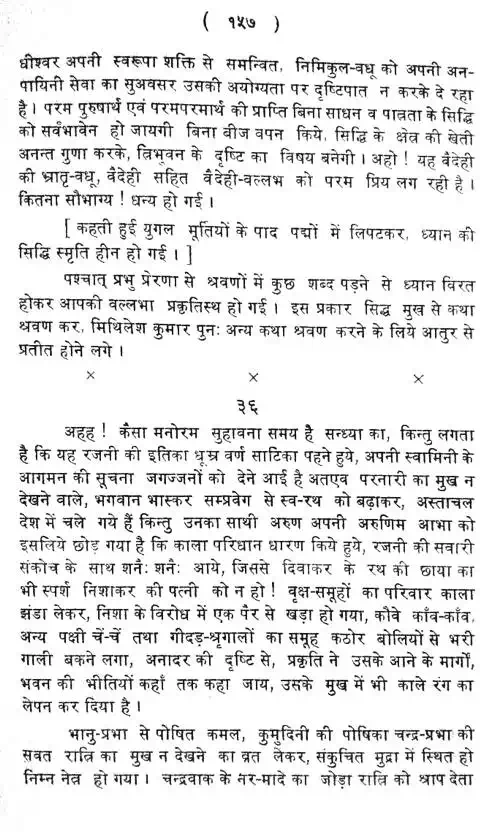 ( १५७ )
धीश्वर अपनी स्वरूपा शक्ति से समन्वित, निमिकुल-वधू को अपनी अन-
पायिनी सेवा का सुअवसर उसकी अयोग्यता पर दृष्टिपात न करके दे रहा
है। परम पुरुषार्थ एवं परमपरमार्थ की प्राप्ति बिना साधन व पात्रता के सिद्धि
को सर्वभावेन हो जायगी बिना बीज वपन किये, सिद्धि के क्षेत्र की खेती
अनन्त गुणा करके, त्रिभुवन के दृष्टि का विषय बनेगी। अहो ! यह वैदेही
की भ्रातृ-वधू, वैदेही सहित वैदेही-वल्लभ को परम प्रिय लग रही है।
कितना सौभाग्य ! धन्य हो गई।
[ कहती हुई युगल मूर्तियों के पाद पद्मों में लिपटकर, ध्यान की
सिद्धि स्मृति हीन हो गई। ]
पश्चात् प्रभु प्रेरणा से श्रवणों में कुछ शब्द पड़ने से ध्यान विरत
होकर आपकी वल्लभा प्रकृतिस्थ हो गई। इस प्रकार सिद्ध मुख से कथा
श्रवण कर, मिथिलेश कुमार पुनः अन्य कथा श्रवण करने के लिये आतुर से
प्रतीत होने लगे।
× × ×
३६
अहह ! कैसा मनोरम सुहावना समय है सन्ध्या का, किन्तु लगता
है कि यह रजनी की दूतिका धूम्र वर्ण साटिका पहने हुये, अपनी स्वामिनी के
आगमन की सूचना जगज्जनों को देने आई है अतएव परनारी का मुख न
देखने वाले, भगवान भास्कर सम्प्रवेग से स्व-रथ को बढ़ाकर, अस्ताचल
देश में चले गये हैं किन्तु उनका साथी अरुण अपनी अरुणिम आभा को
इसलिये छोड़ गया है कि काला परिधान धारण किये हुये, रजनी की सवारी
संकोच के साथ शनैः शनैः आये, जिससे दिवाकर के रथ की छाया का
भी स्पर्श निशाकर की पत्नी को न हो ! वृक्ष-समूहों का परिवार काला
झंडा लेकर, निशा के विरोध में एक पैर से खड़ा हो गया, कौवे काँव-काँव,
अन्य पक्षी चें-चें तथा गीदड़-श्रृगालों का समूह कठोर बोलियों से भरी
गाली बकने लगा, अनादर की दृष्टि से, प्रकृति ने उसके आने के मार्गों,
भवन की भीतियों कहाँ तक कहा जाय, उसके मुख में भी काले रंग का
लेपन कर दिया है।
भानु-प्रभा से पोषित कमल, कुमुदिनी की पोषिका चन्द्र-प्रभा की
सवत रात्रि का मुख न देखने का व्रत लेकर, संकुचित मुद्रा में स्थित हो
निम्न नेत्र हो गया। चन्द्रवाक के नर-मादे का जोड़ा रात्रि को श्राप देता